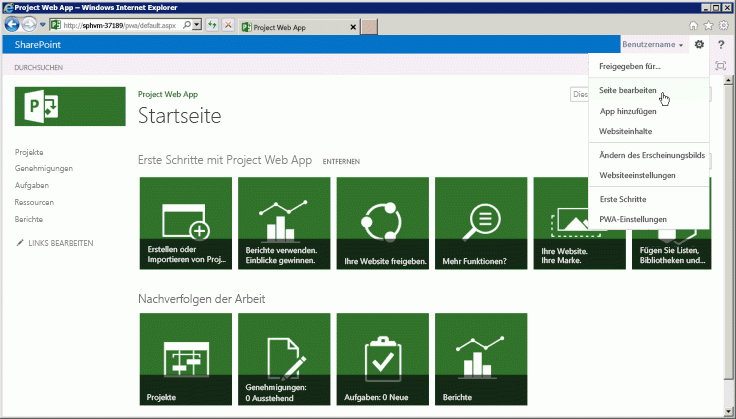 Project Web App – Windows Internet Explorer
http://sphvm-37189/pwa/default.aspx
Project Web App
SharePoint
Benutzername
?
DURCHSUCHEN
Freigegeben für...
Seite bearbeiten
App hinzufügen
Websiteinhalte
Ändern des Erscheinungsbilds
Websiteeinstellungen
Erste Schritte
PWA-Einstellungen
P
Project Web App
Startseite
Dies
Projekte
Genehmigungen
Aufgaben
Ressourcen
Berichte
LINKS BEARBEITEN
Erste Schritte mit Project Web App ENTFERNEN
Erstellen oder
Importieren von Proj...
Berichte verwenden.
Einblicke gewinnen.
Ihre Website freigeben.
Mehr Funktionen?
Ihre Website.
Ihre Marke.
Fügen Sie Listen,
Bibliotheken und...
Nachverfolgen der Arbeit
Projekte
Genehmigungen:
0 Ausstehend
Aufgaben: 0 Neue
Berichte